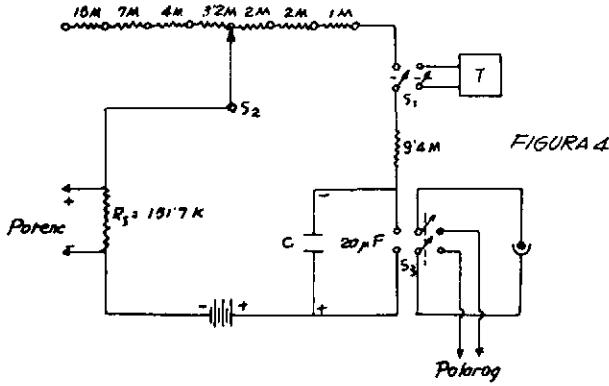 18M 7M 4M 3'2M 2M 2M 1M
T
S1
S2
9'4M
FIGURA 4
+
Potenc
-
Rs = 151'7 K
-
C 20µF
S3
- +
+
Polarog